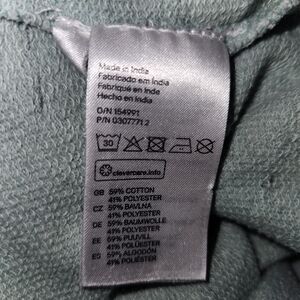 Made in India
Fabricado em Índia
Fabriqué en Inde
Hecho en India
O/N 154991
P/N 0307771 2
30
clevercare.info
GB 59% COTTON
41% POLYESTER
CZ 59% BAVLNA
41% POLYESTER
DE 59% BAUMWOLLE
41% POLYESTER
EE 59% PUUVILL
41% POLÜESTER
ES 59% ALGODÓN
41% POLIÉSTER